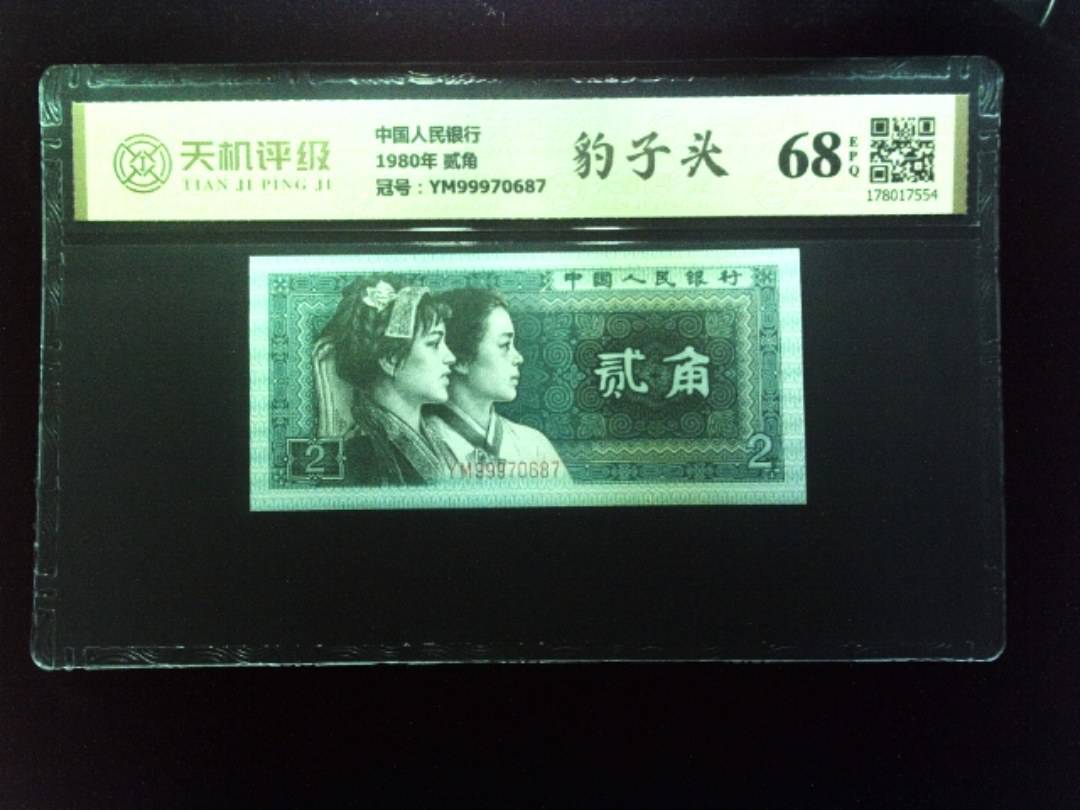 天机评级
TIAN JI PING JI
中国人民银行
1980年 贰角
冠号：YM99970687
豹子头
68
EPQ
178017554
中国人民银行
贰角
2
2
YM99970687